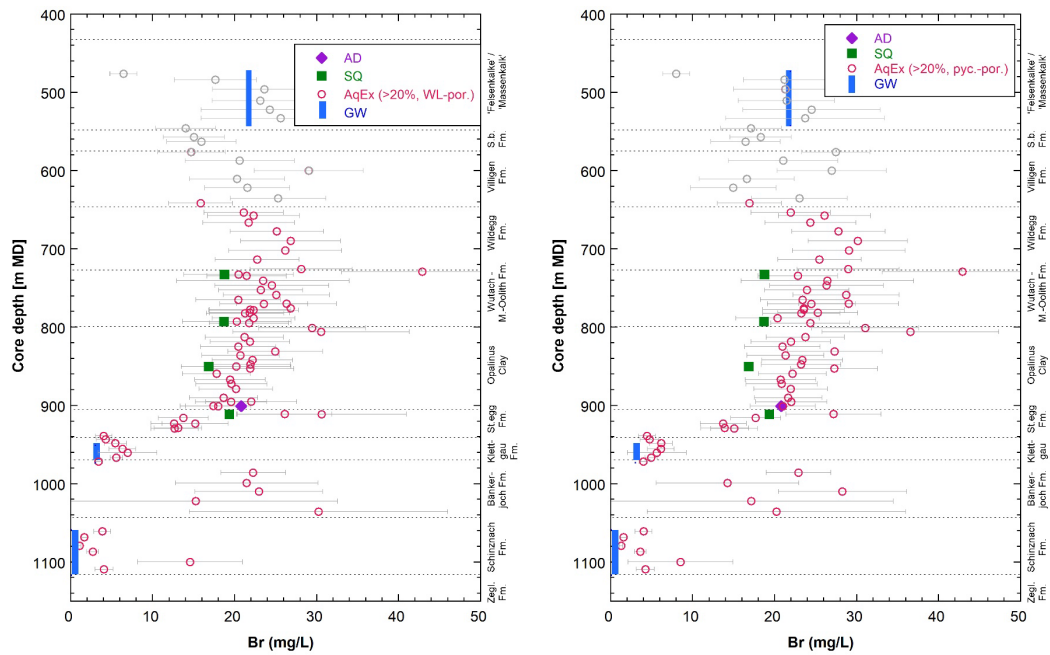 400
500
600
700
800
900
1000
1100
Core depth [m MD]
0
10
20
30
40
50
Br (mg/L)
AD
SQ
AqEx (>20%, WL-por.)
GW
'Felsenkalke' /
'Massenkalk'
S.b.
Fm.
Villigen
Fm.
Wildegg
Fm.
Wutach -
M.-Oolith Fm.
Opalinus
Clay
St.egg
Fm.
Klett-
gau
Fm.
Bänker-
joch Fm.
Schinznach
Fm.
Zegl.
Fm.
400
500
600
700
800
900
1000
1100
Core depth [m MD]
0
10
20
30
40
50
Br (mg/L)
AD
SQ
AqEx (>20%, pyc.-por.)
GW
'Felsenkalke' /
'Massenkalk'
S.b.
Fm.
Villigen
Fm.
Wildegg
Fm.
Wutach -
M.-Oolith Fm.
Opalinus
Clay
St.egg
Fm.
Klett-
gau
Fm.
Bänker-
joch Fm.
Schinznach
Fm.
Zegl.
Fm.